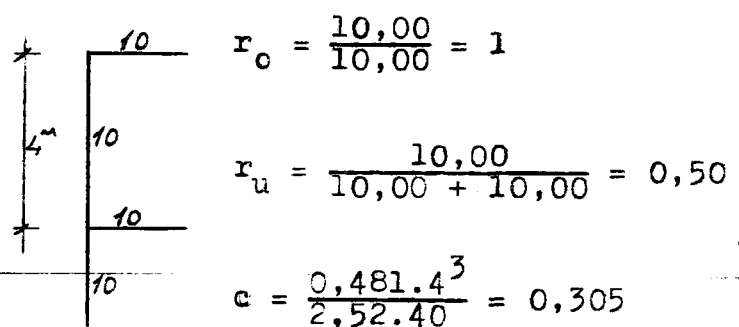 10
r_o = 10,00 / 10,00 = 1
4m
10
r_u = 10,00 / 10,00 + 10,00 = 0,50
10
10
c = 0,481.4³ / 2,52.40 = 0,305